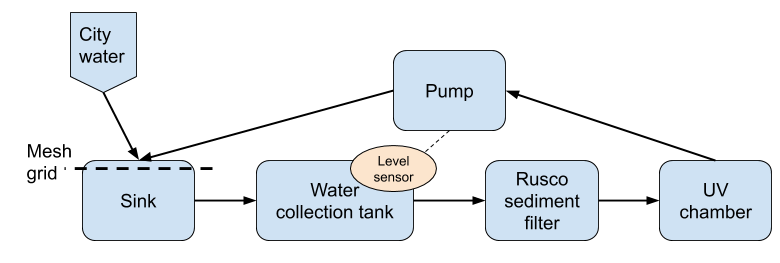 City
water
Pump
Mesh
grid
Level
sensor
Sink
Water
collection tank
Rusco
sediment
filter
UV
chamber